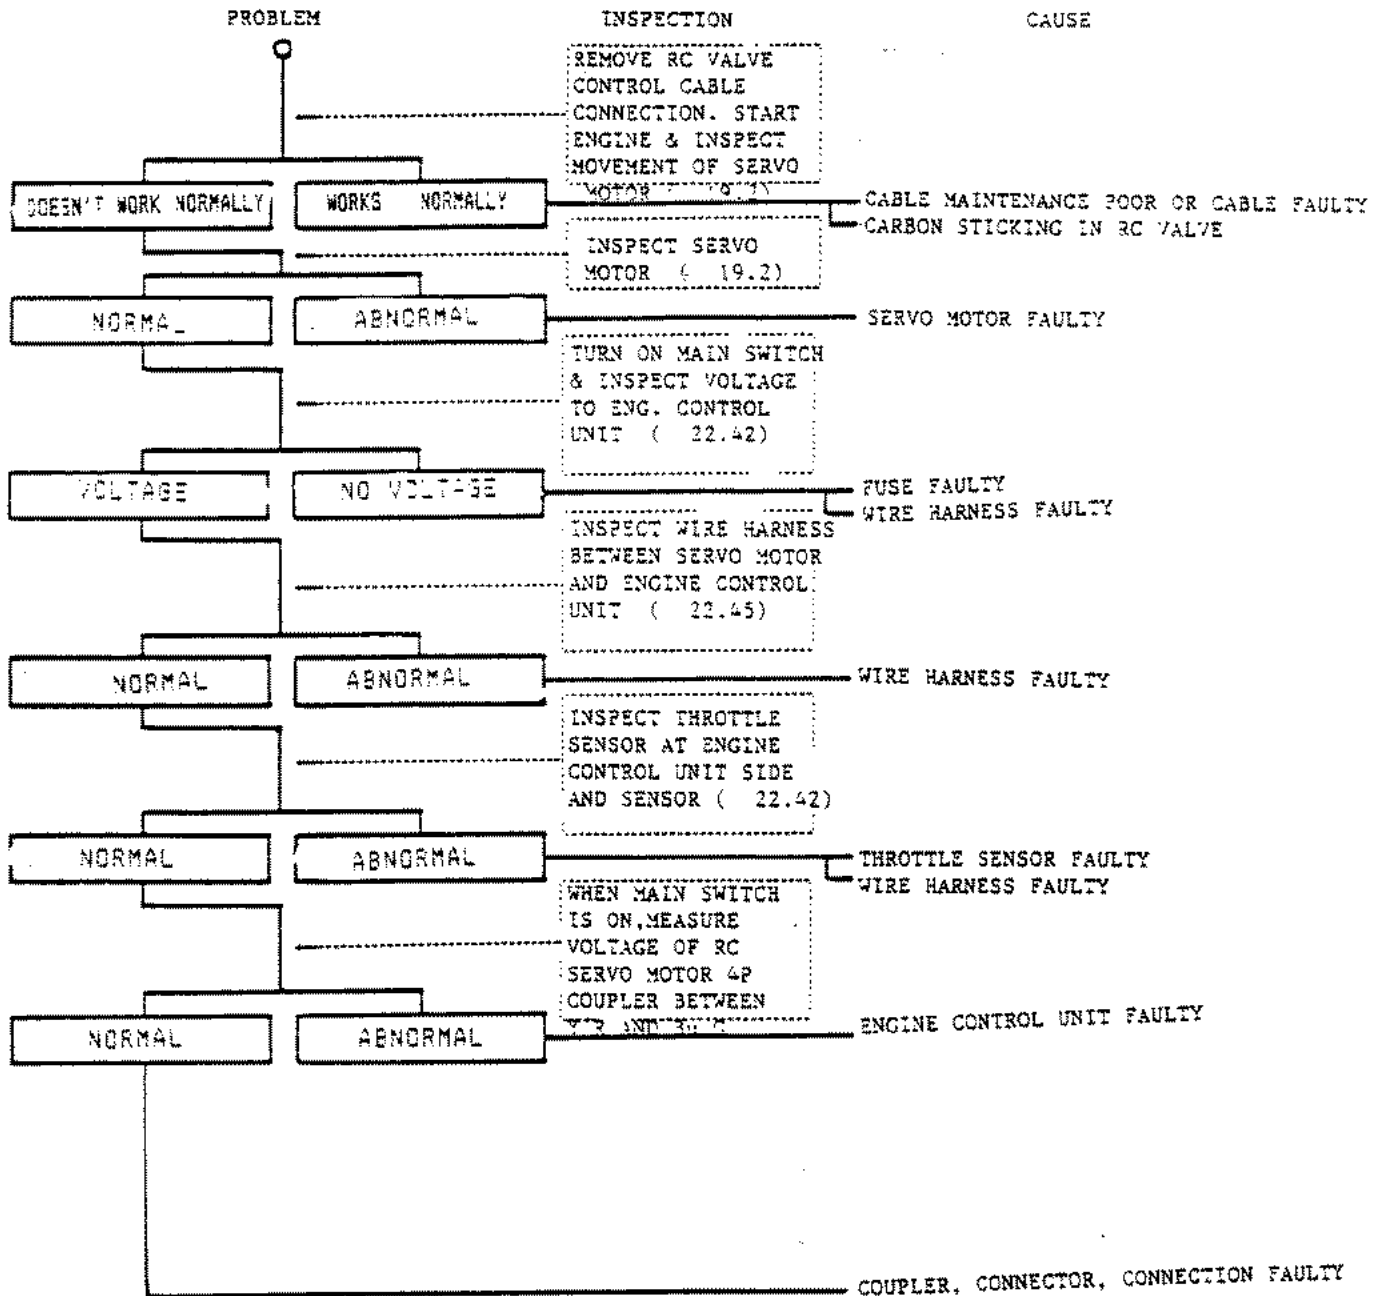 PROBLEM
INSPECTION
CAUSE
REMOVE RC VALVE
CONTROL CABLE
CONNECTION. START
ENGINE & INSPECT
MOVEMENT OF SERVO
MOTOR ( 19.2)
DOESN'T WORK NORMALLY
WORKS NORMALLY
CABLE MAINTENANCE POOR OR CABLE FAULTY
CARBON STICKING IN RC VALVE
INSPECT SERVO
MOTOR ( 19.2)
NORMAL
ABNORMAL
SERVO MOTOR FAULTY
TURN ON MAIN SWITCH
& INSPECT VOLTAGE
TO ENG. CONTROL
UNIT ( 22.42)
VOLTAGE
NO VOLTAGE
FUSE FAULTY
WIRE HARNESS FAULTY
INSPECT WIRE HARNESS
BETWEEN SERVO MOTOR
AND ENGINE CONTROL
UNIT ( 22.45)
NORMAL
ABNORMAL
WIRE HARNESS FAULTY
INSPECT THROTTLE
SENSOR AT ENGINE
CONTROL UNIT SIDE
AND SENSOR ( 22.42)
NORMAL
ABNORMAL
THROTTLE SENSOR FAULTY
WIRE HARNESS FAULTY
WHEN MAIN SWITCH
IS ON,MEASURE
VOLTAGE OF RC
SERVO MOTOR 4P
COUPLER BETWEEN
AND
NORMAL
ABNORMAL
ENGINE CONTROL UNIT FAULTY
COUPLER, CONNECTOR, CONNECTION FAULTY